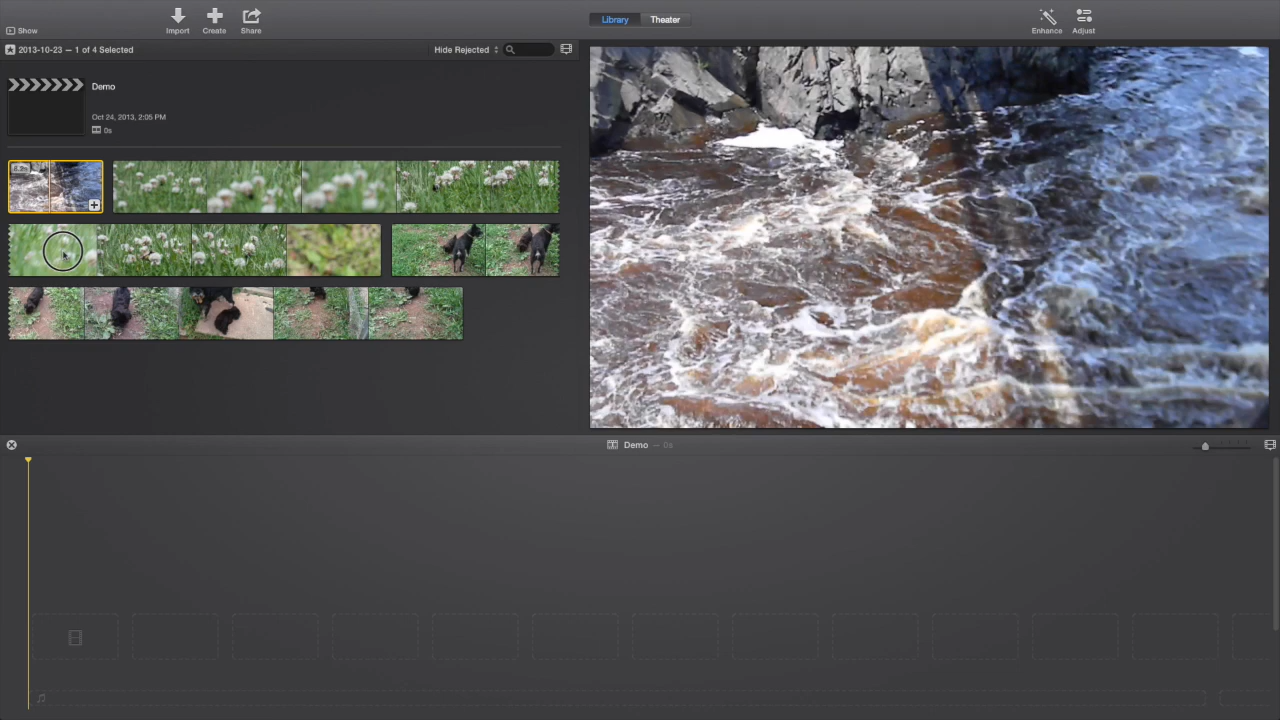 Show
Import
Create
Share
Library
Theater
Enhance
Adjust
2013-10-23 — 1 of 4 Selected
Hide Rejected
Demo
Oct 24, 2013, 2:05 PM
0s
Demo — 0s